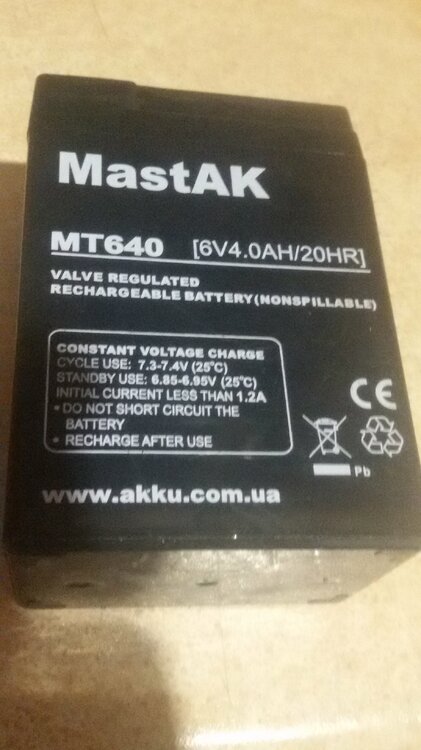 MastAK
MT640 [6V4.0AH/20HR]
VALVE REGULATED
RECHARGEABLE BATTERY(NONSPILLABLE)
CONSTANT VOLTAGE CHARGE
CYCLE USE: 7.3-7.4V (25°C)
STANDBY USE: 6.85-6.95V (25°C)
INITIAL CURRENT LESS THAN 1.2A
• DO NOT SHORT CIRCUIT THE
BATTERY
• RECHARGE AFTER USE
CE
Pb
www.akku.com.ua